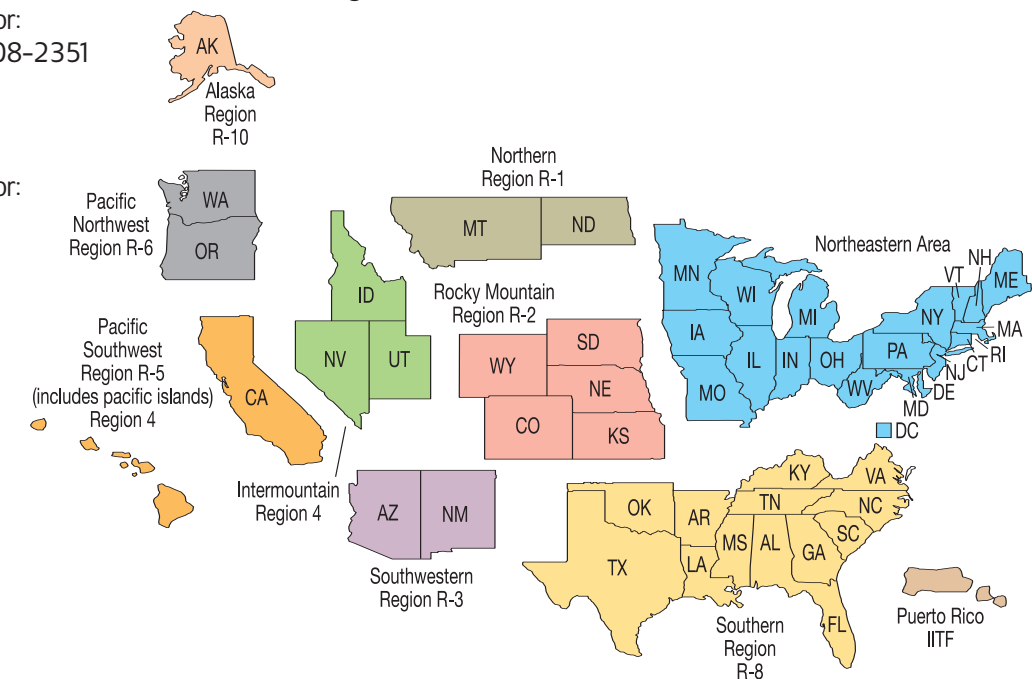 or:
08-2351
AK
Alaska
Region
R-10
or:
Pacific
Northwest
Region R-6
WA
OR
Northern
Region R-1
MT
ND
Northeastern Area
MN
WI
MI
IA
IL
IN
OH
MO
WV
PA
NY
VT
NH
ME
MA
RI
CT
NJ
DE
MD
DC
ID
NV
UT
Intermountain
Region 4
Rocky Mountain
Region R-2
WY
SD
NE
CO
KS
Pacific
Southwest
Region R-5
(includes pacific islands)
Region 4
CA
AZ
NM
Southwestern
Region R-3
OK
TX
AR
LA
MS
AL
GA
FL
TN
KY
VA
NC
SC
Southern
Region
R-8
Puerto Rico
IITF